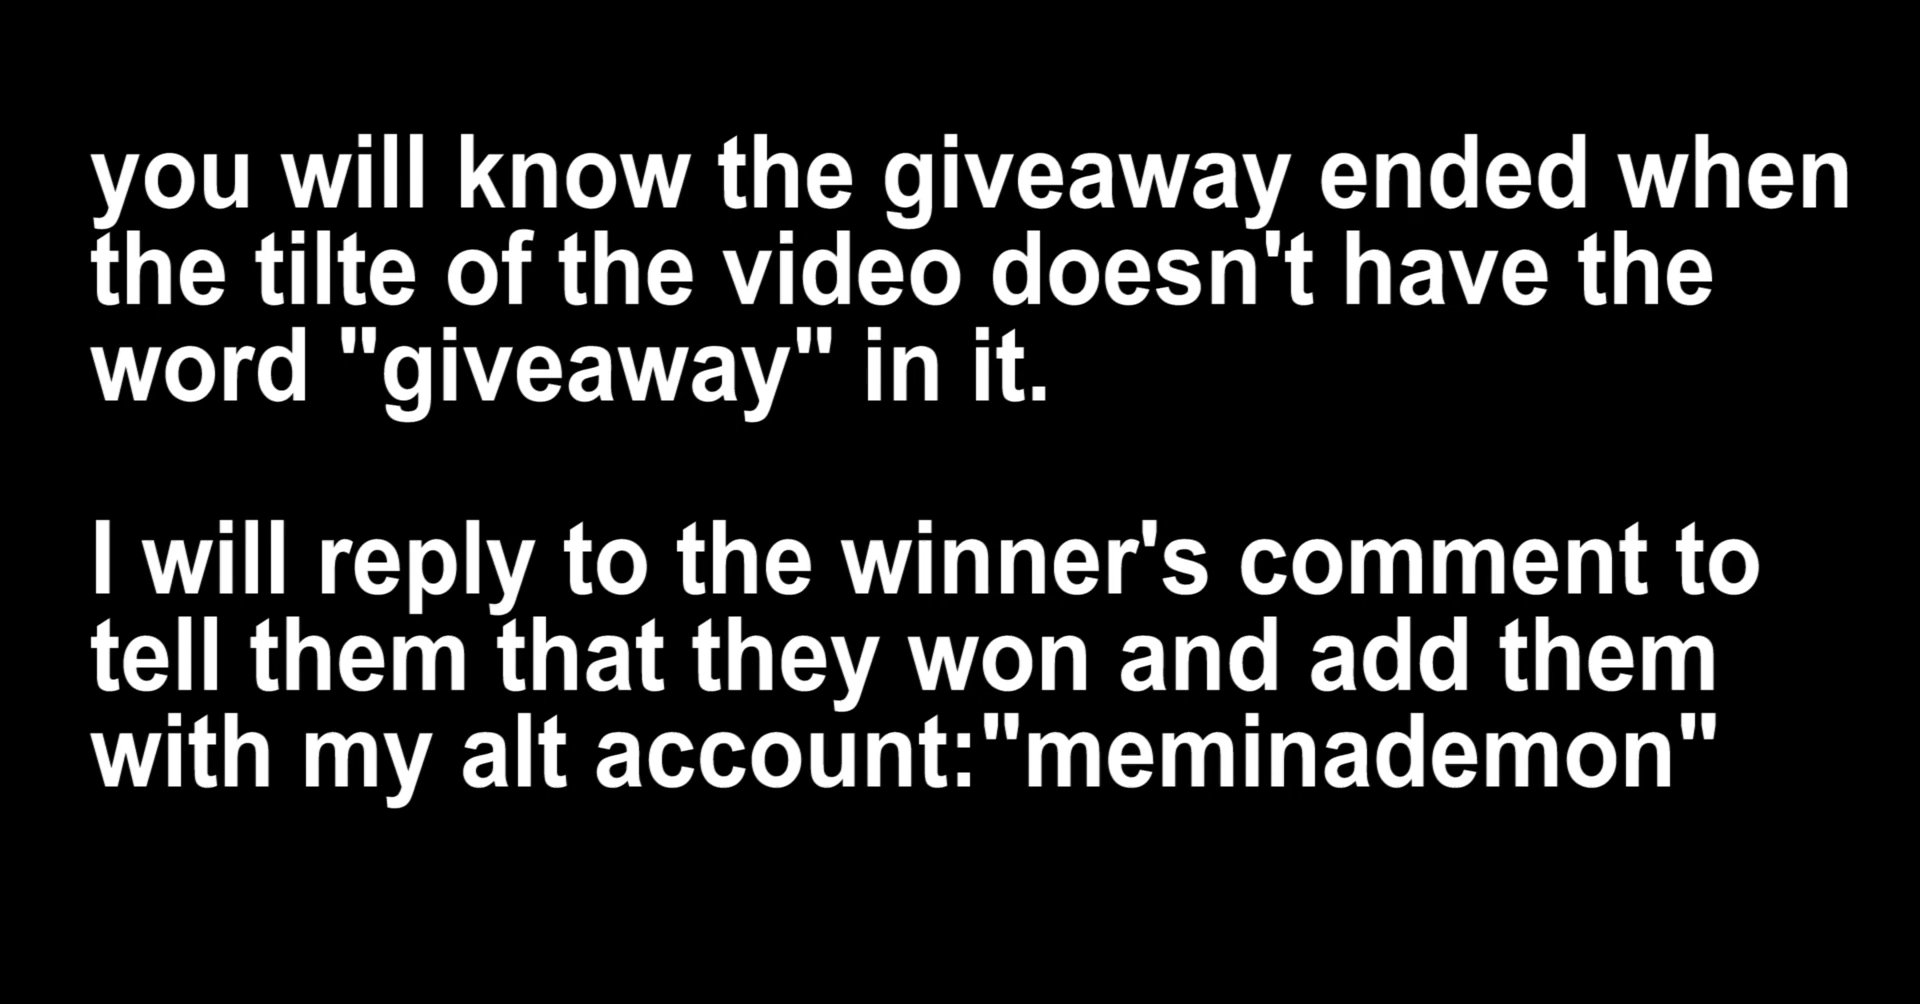 you will know the giveaway ended when
the tilte of the video doesn't have the
word "giveaway" in it.
I will reply to the winner's comment to
tell them that they won and add them
with my alt account:"meminademon"